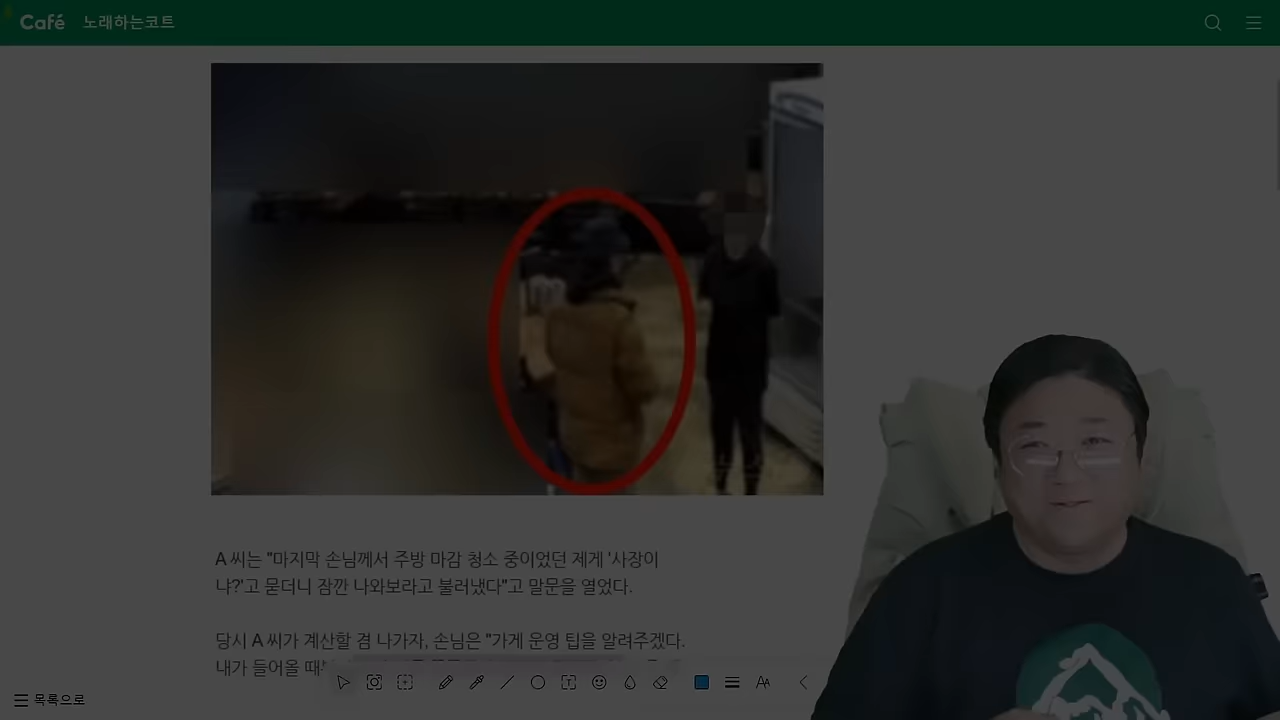 Café 노래하는코트
A 씨는 "마지막 손님께서 주방 마감 청소 중이었던 제게 '사장이
냐?'고 묻더니 잠깐 나와보라고 불러냈다"고 말문을 열었다.
당시 A 씨가 계산할 겸 나가자, 손님은 "가게 운영 팁을 알려주겠다.
내가 들어올
목록으로